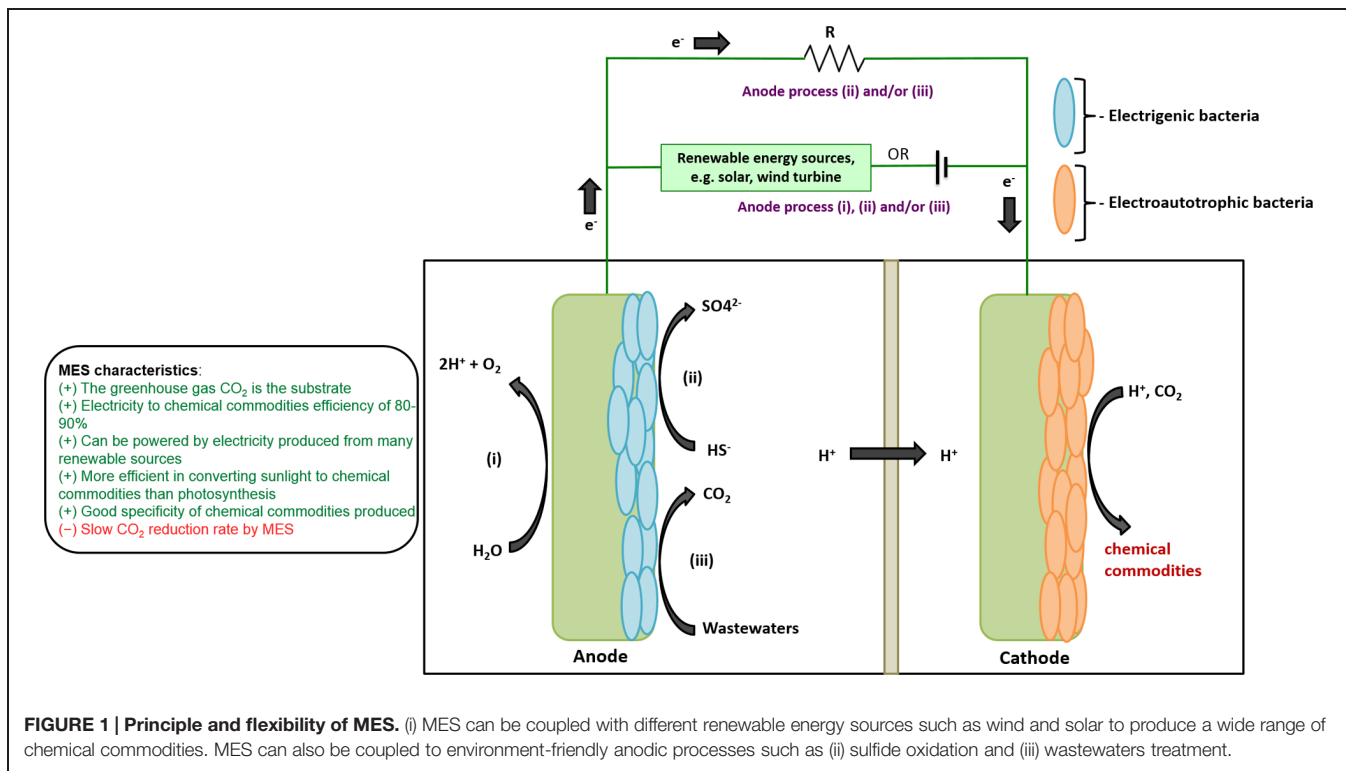 e⁻
R
Anode process (ii) and/or (iii)
- Electrigenic bacteria
Renewable energy sources,
e.g. solar, wind turbine
OR
Anode process (i), (ii) and/or (iii)
e⁻
e⁻
- Electroautotrophic bacteria
MES characteristics:
(+) The greenhouse gas CO₂ is the substrate
(+) Electricity to chemical commodities efficiency of 80-
90%
(+) Can be powered by electricity produced from many
renewable sources
(+) More efficient in converting sunlight to chemical
commodities than photosynthesis
(+) Good specificity of chemical commodities produced
(−) Slow CO₂ reduction rate by MES
2H⁺ + O₂
(i)
H₂O
SO4²⁻
(ii)
HS⁻
CO₂
(iii)
Wastewaters
Anode
H⁺
H⁺
H⁺, CO₂
chemical
commodities
Cathode
FIGURE 1 | Principle and flexibility of MES. (i) MES can be coupled with different renewable energy sources such as wind and solar to produce a wide range of
chemical commodities. MES can also be coupled to environment-friendly anodic processes such as (ii) sulfide oxidation and (iii) wastewaters treatment.